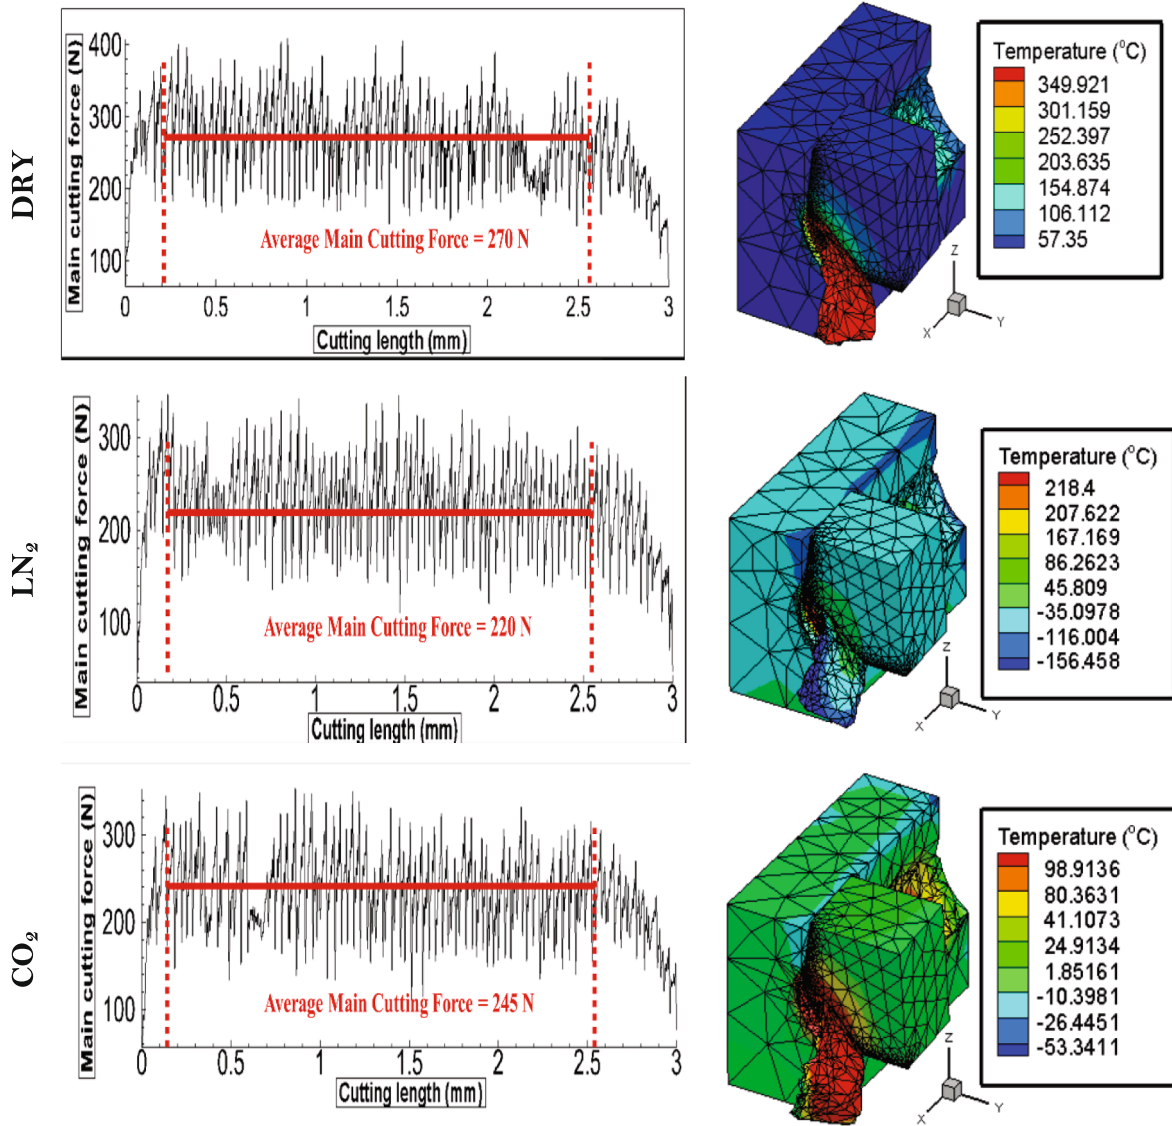 DRY
Main cutting force (N)
400
300
200
100
0
0.5
1
1.5
2
2.5
3
Average Main Cutting Force = 270 N
Cutting length (mm)
Temperature (°C)
349.921
301.159
252.397
203.635
154.874
106.112
57.35
Z
X
Y
LN₂
Main cutting force (N)
300
200
100
0
0.5
1
1.5
2
2.5
3
Average Main Cutting Force = 220 N
Cutting length (mm)
Temperature (°C)
218.4
207.622
167.169
86.2623
45.809
-35.0978
-116.004
-156.458
Z
X
Y
CO₂
Main cutting force (N)
300
200
100
0
0.5
1
1.5
2
2.5
3
Average Main Cutting Force = 245 N
Cutting length (mm)
Temperature (°C)
98.9136
80.3631
41.1073
24.9134
1.85161
-10.3981
-26.4451
-53.3411
Z
X
Y